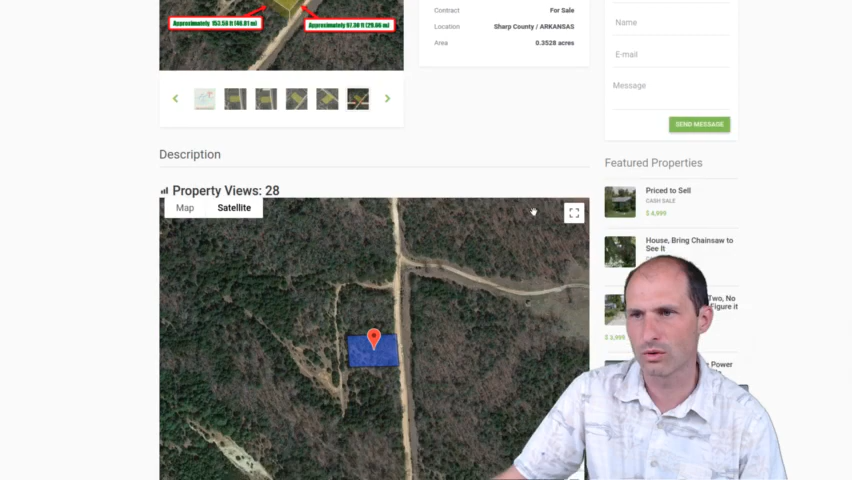 Approximately 153.58 ft (46.81 m)
Approximately 97.30 ft (29.66 m)
Contract For Sale
Location Sharp County / ARKANSAS
Area 0.3528 acres
Name
E-mail
Message
SEND MESSAGE
Description
Property Views: 28
Map Satellite
Featured Properties
Priced to Sell
CASH SALE
$ 4,999
House, Bring Chainsaw to
See It
Two, No
Figure it
$ 3,999
Power